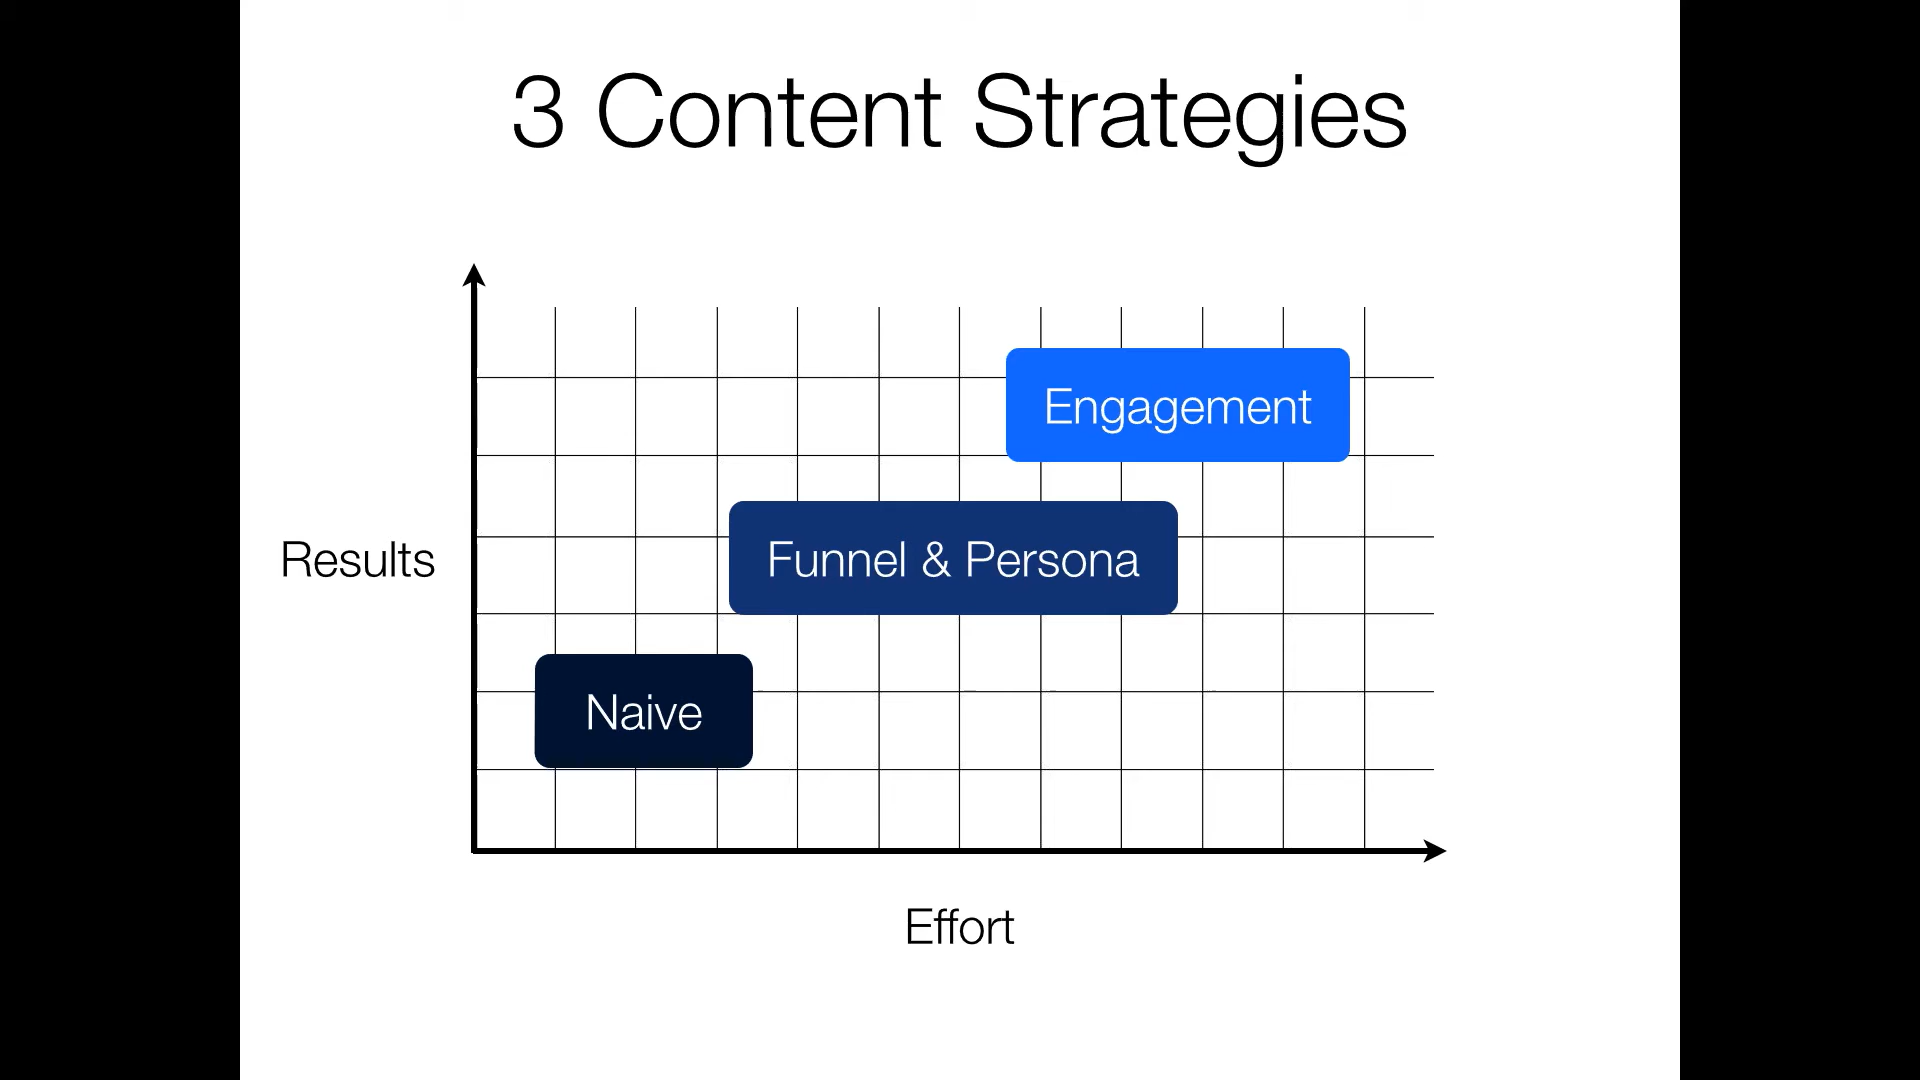 3 Content Strategies
Engagement
Funnel & Persona
Results
Naive
Effort